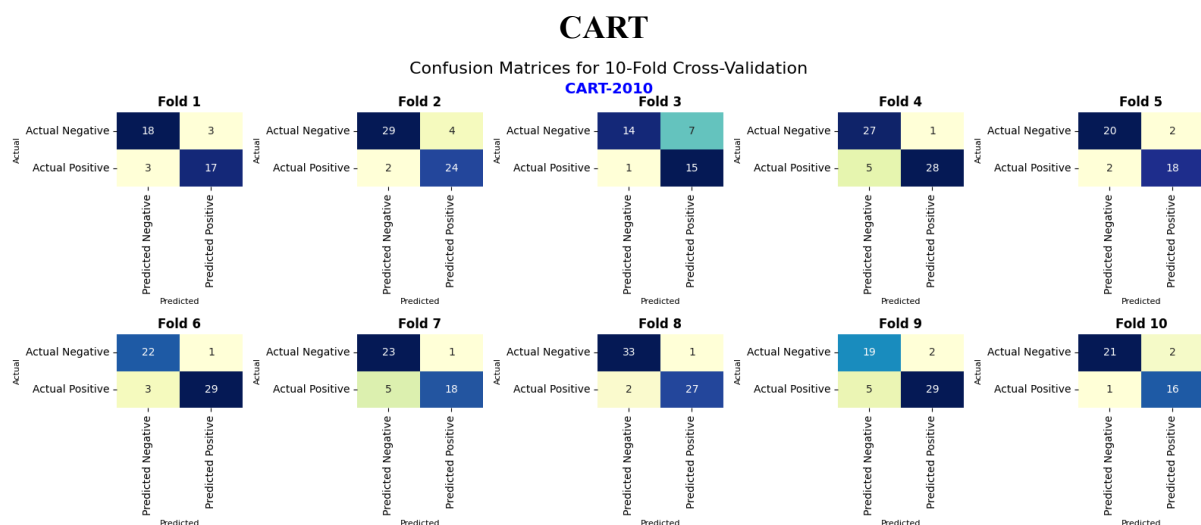 CART
Confusion Matrices for 10-Fold Cross-Validation
CART-2010
Fold 1
Actual
Actual Negative 18 3
Actual Positive 3 17
Predicted Negative
Predicted Positive
Predicted
Fold 2
Actual
Actual Negative 29 4
Actual Positive 2 24
Predicted Negative
Predicted Positive
Predicted
Fold 3
Actual
Actual Negative 14 7
Actual Positive 1 15
Predicted Negative
Predicted Positive
Predicted
Fold 4
Actual
Actual Negative 27 1
Actual Positive 5 28
Predicted Negative
Predicted Positive
Predicted
Fold 5
Actual
Actual Negative 20 2
Actual Positive 2 18
Predicted Negative
Predicted Positive
Predicted
Fold 6
Actual
Actual Negative 22 1
Actual Positive 3 29
Predicted Negative
Predicted Positive
Predicted
Fold 7
Actual
Actual Negative 23 1
Actual Positive 5 18
Predicted Negative
Predicted Positive
Predicted
Fold 8
Actual
Actual Negative 33 1
Actual Positive 2 27
Predicted Negative
Predicted Positive
Predicted
Fold 9
Actual
Actual Negative 19 2
Actual Positive 5 29
Predicted Negative
Predicted Positive
Predicted
Fold 10
Actual
Actual Negative 21 2
Actual Positive 1 16
Predicted Negative
Predicted Positive
Predicted